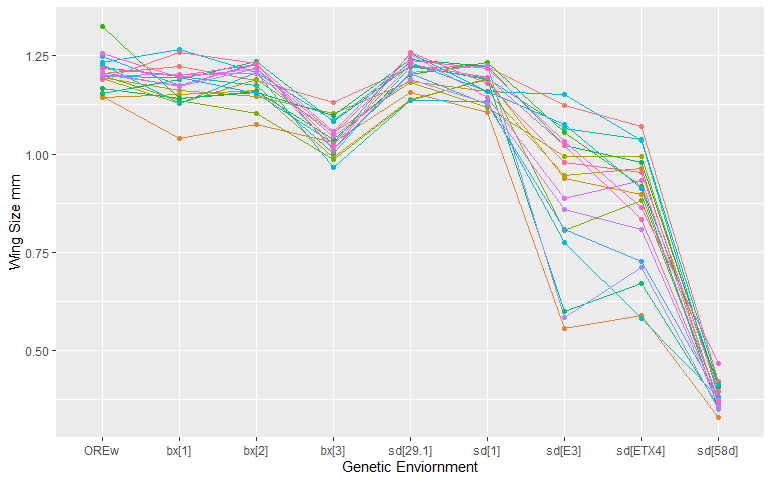 1.25
1.00
0.75
0.50
Wing Size mm
OREw bx[1] bx[2] bx[3] sd[29.1] sd[1] sd[E3] sd[ETX4] sd[58d]
Genetic Enviornment